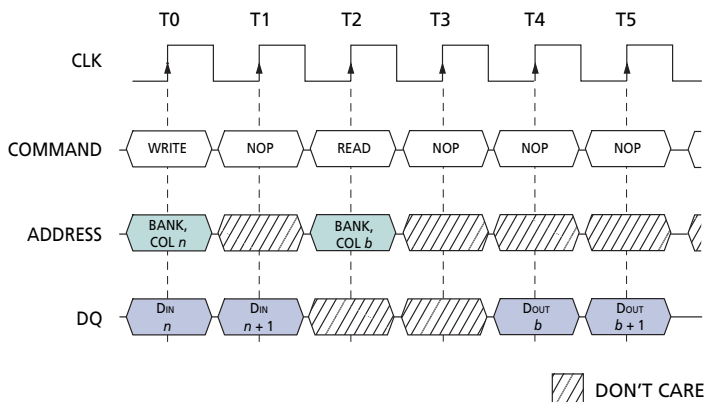 T0 T1 T2 T3 T4 T5
CLK
COMMAND WRITE NOP READ NOP NOP NOP
BANK, BANK,
ADDRESS
COL n COL b
DIN DIN DOUT DOUT
DQ
n n + 1 b b + 1
DON'T CARE